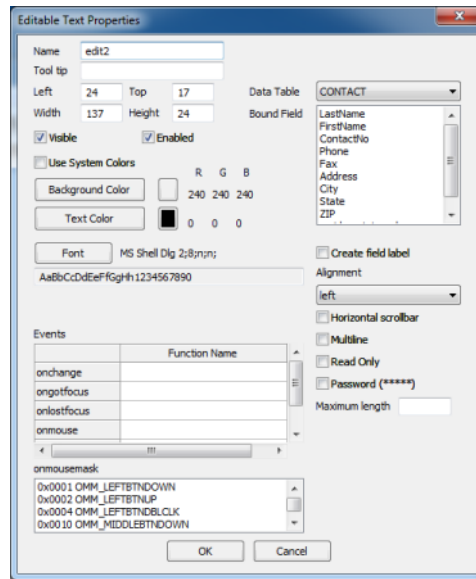 Editable Text Properties
Name edit2
Tool tip
Left 24 Top 17 Data Table CONTACT
Width 137 Height 24 Bound Field
LastName
FirstName
ContactNo
Phone
Fax
Address
City
State
ZIP
Visible Enabled
Use System Colors
R G B
Background Color 240 240 240
Text Color 0 0 0
Font MS Shell Dlg 2;8;n;n;
AaBbCcDdEeFfGgHh1234567890
Create field label
Alignment
left
Horizontal scrollbar
Multiline
Read Only
Password (*****)
Maximum length
Events
Function Name
onchange
ongotfocus
onlostfocus
onmouse
onmousemask
0x0001 OMM_LEFTBTNDOWN
0x0002 OMM_LEFTBTNUP
0x0004 OMM_LEFTBTNDBLCLK
0x0010 OMM_MIDDLEBTNDOWN
OK Cancel